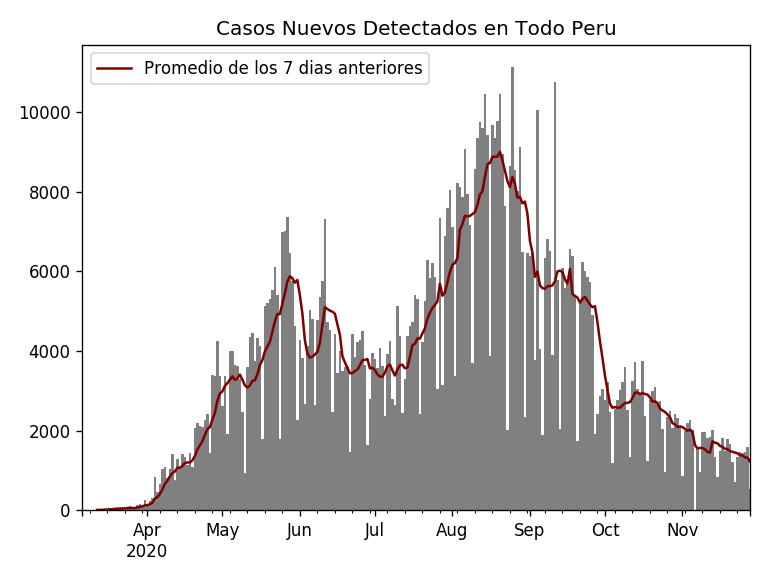 Casos Nuevos Detectados en Todo Peru
Promedio de los 7 dias anteriores
10000
8000
6000
4000
2000
0
Apr May Jun Jul Aug Sep Oct Nov
2020